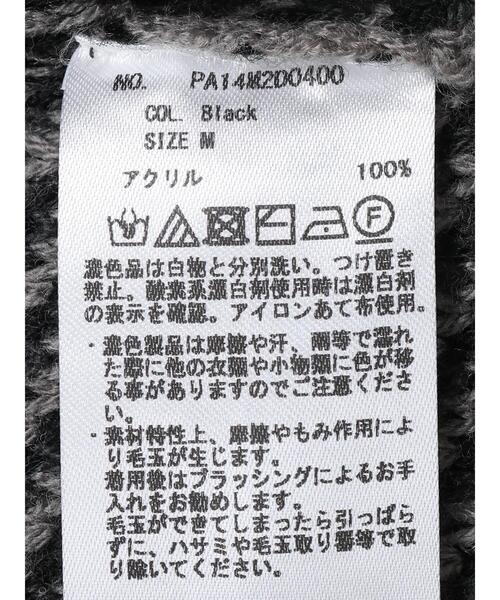 NO. PA14M2D0400
COL. Black
SIZE M
アクリル 100%
F
濃色品は白物と分別洗い。つけ置き
禁止。酸素系漂白剤使用時は漂白剤
の表示を確認。アイロンあて布使用。
・濃色製品は摩擦や汗、雨等で濡れ
た際に他の衣類や小物類に色が移
る事がありますのでご注意くださ
い。
・素材特性上、摩擦やもみ作用によ
り毛玉が生じます。
着用後はブラッシングによるお手
入れをお勧めします。
毛玉ができてしまったら引っぱら
ずに、ハサミや毛玉取り器等で取
り除いてください。